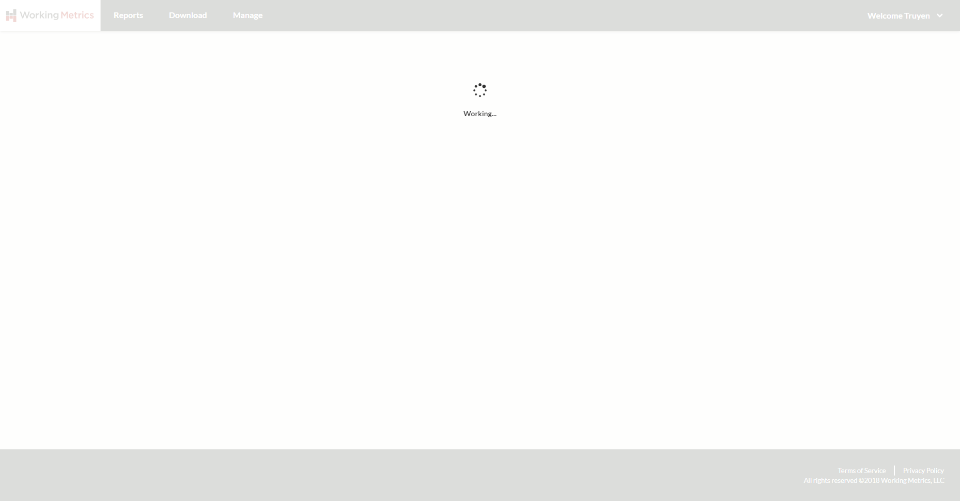 Working Metrics
Reports
Download
Manage
Welcome Truyen
Working...
Terms of Service
Privacy Policy
All rights reserved ©2018 Working Metrics, LLC